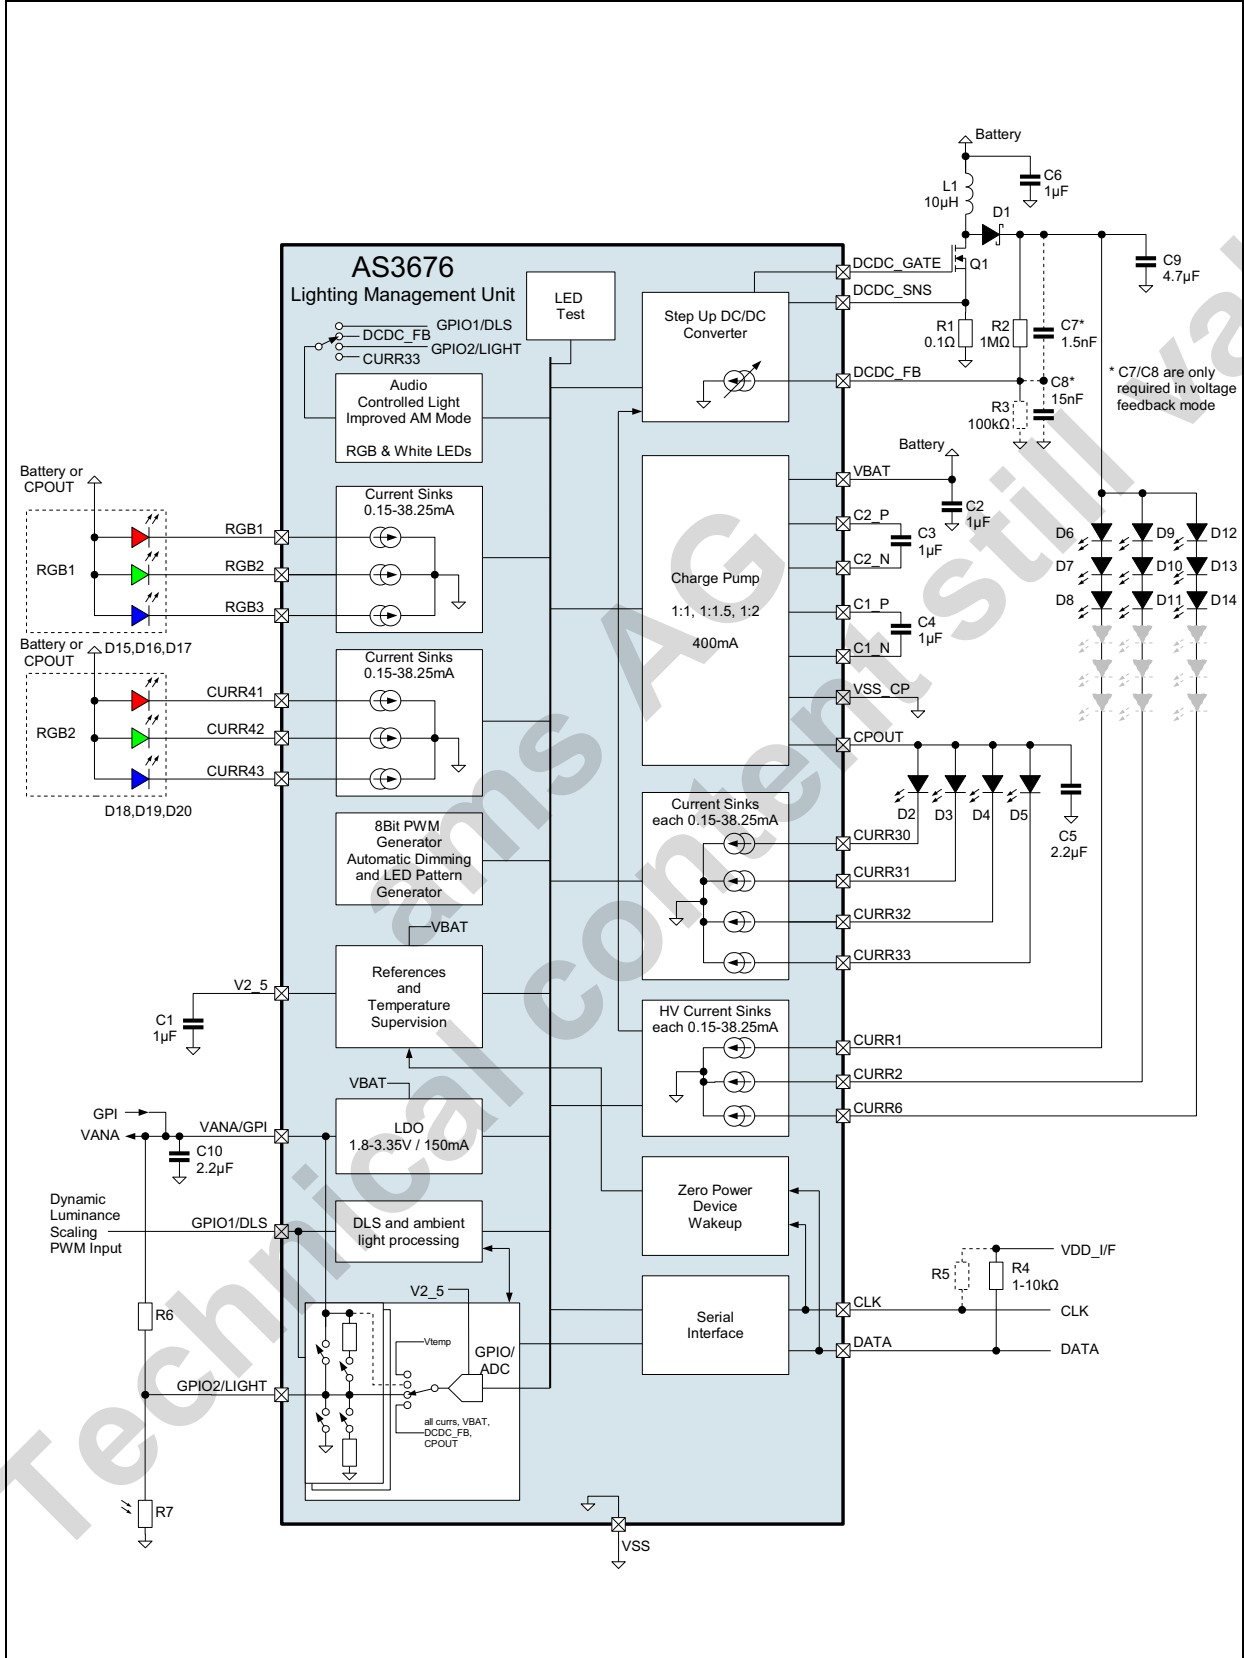 Battery
C6
1µF
L1
10µH
D1
AS3676
Lighting Management Unit
LED
Test
DCDC_GATE
Q1
C9
4.7µF
DCDC_SNS
Step Up DC/DC
Converter
R1
0.1Ω
R2
1MΩ
C7*
1.5nF
GPIO1/DLS
DCDC_FB
GPIO2/LIGHT
CURR33
DCDC_FB
* C7/C8 are only
required in voltage
feedback mode
C8*
15nF
R3
100kΩ
Audio
Controlled Light
Improved AM Mode
RGB & White LEDs
Battery
VBAT
C2
1µF
Battery or
CPOUT
Current Sinks
0.15-38.25mA
RGB1
RGB1
RGB2
RGB3
D15,D16,D17
C2_P
C3
1µF
C2_N
Charge Pump
1:1, 1:1.5, 1:2
400mA
C1_P
C4
1µF
C1_N
VSS_CP
CPOUT
D6
D9
D12
D7
D10
D13
D8
D11
D14
Battery or
CPOUT
Current Sinks
0.15-38.25mA
RGB2
CURR41
CURR42
CURR43
D18,D19,D20
D2
D3
D4
D5
C5
2.2µF
8Bit PWM
Generator
Automatic Dimming
and LED Pattern
Generator
Current Sinks
each 0.15-38.25mA
CURR30
CURR31
CURR32
CURR33
VBAT
References
and
Temperature
Supervision
V2_5
C1
1µF
HV Current Sinks
each 0.15-38.25mA
CURR1
CURR2
CURR6
VBAT
LDO
1.8-3.35V / 150mA
GPI
VANA
VANA/GPI
C10
2.2µF
Zero Power
Device
Wakeup
Dynamic
Luminance
Scaling
PWM Input
GPIO1/DLS
DLS and ambient
light processing
VDD_I/F
R5
R4
1-10kΩ
Serial
Interface
CLK
CLK
DATA
DATA
V2_5
R6
Vtemp
GPIO/
ADC
GPIO2/LIGHT
all currs, VBAT,
DCDC_FB,
CPOUT
R7
VSS
ams AG
Technical content still val